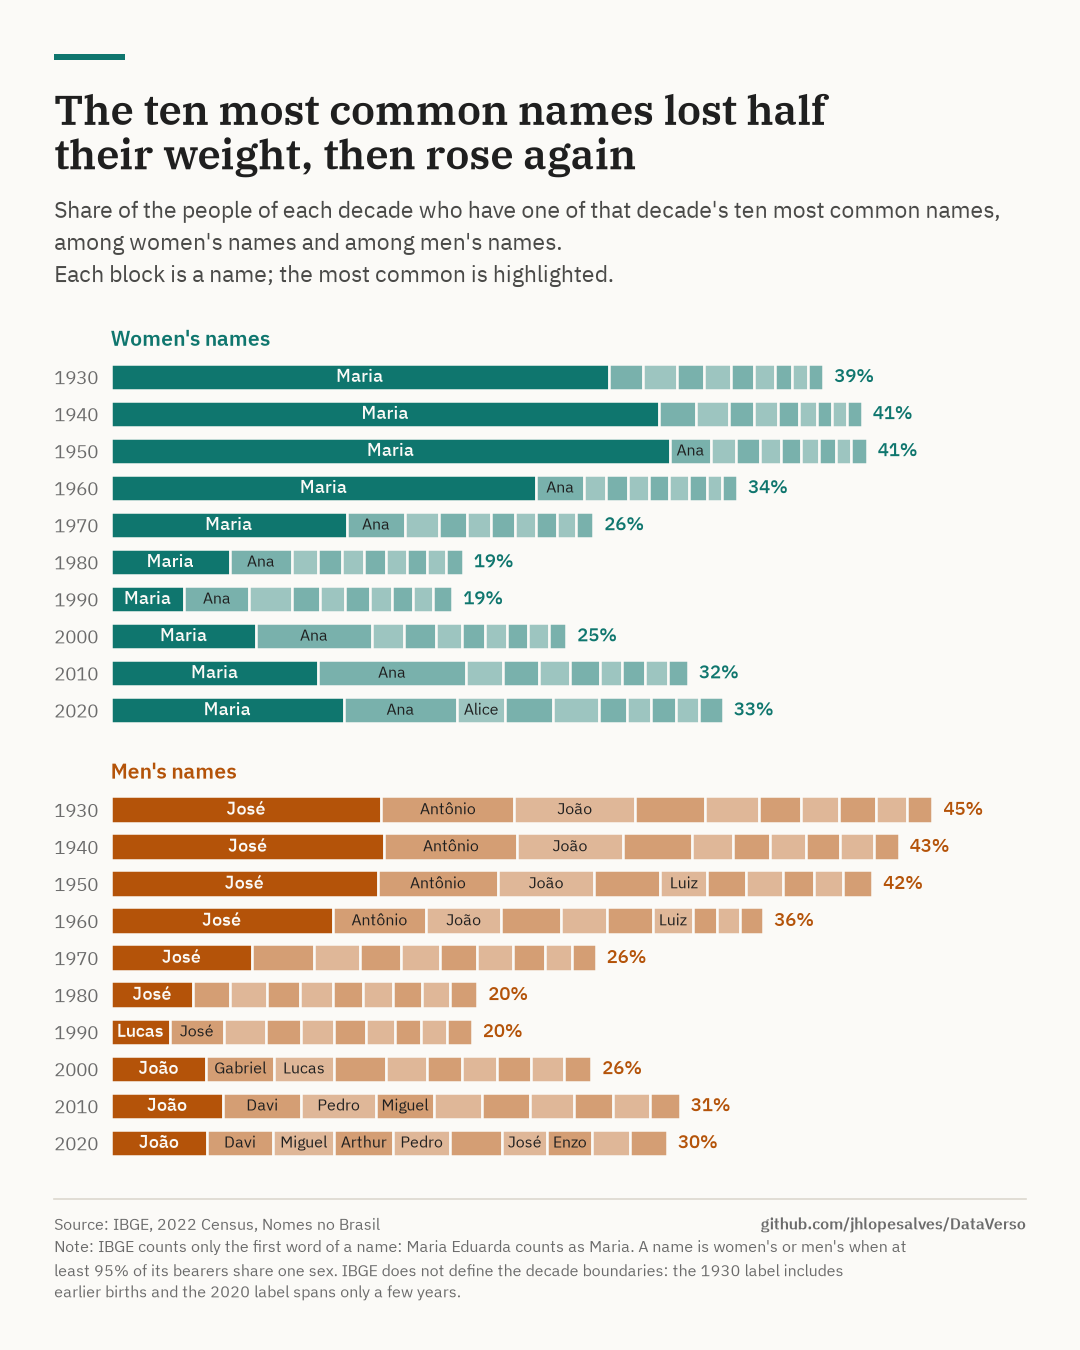 The ten most common names lost half
their weight, then rose again
Share of the people of each decade who have one of that decade's ten most common names,
among women's names and among men's names.
Each block is a name; the most common is highlighted.
Women's names
1930 Maria 39%
1940 Maria 41%
1950 Maria Ana 41%
1960 Maria Ana 34%
1970 Maria Ana 26%
1980 Maria Ana 19%
1990 Maria Ana 19%
2000 Maria Ana 25%
2010 Maria Ana 32%
2020 Maria Ana Alice 33%
Men's names
1930 José Antônio João 45%
1940 José Antônio João 43%
1950 José Antônio João Luiz 42%
1960 José Antônio João Luiz 36%
1970 José 26%
1980 José 20%
1990 Lucas José 20%
2000 João Gabriel Lucas 26%
2010 João Davi Pedro Miguel 31%
2020 João Davi Miguel Arthur Pedro José Enzo 30%
Source: IBGE, 2022 Census, Nomes no Brasil github.com/jhlopesalves/DataVerso
Note: IBGE counts only the first word of a name: Maria Eduarda counts as Maria. A name is women's or men's when at
least 95% of its bearers share one sex. IBGE does not define the decade boundaries: the 1930 label includes
earlier births and the 2020 label spans only a few years.